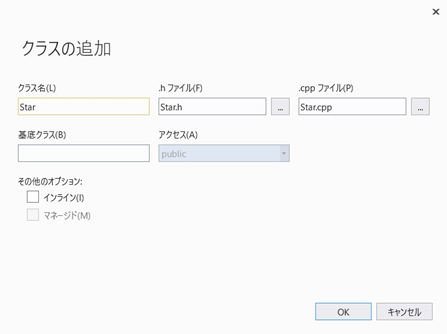 クラスの追加
クラス名(L) .h ファイル(F) .cpp ファイル(P)
Star Star.h ... Star.cpp ...
基底クラス(B) アクセス(A)
public
その他のオプション:
インライン(I)
マネージド(M)
OK キャンセル